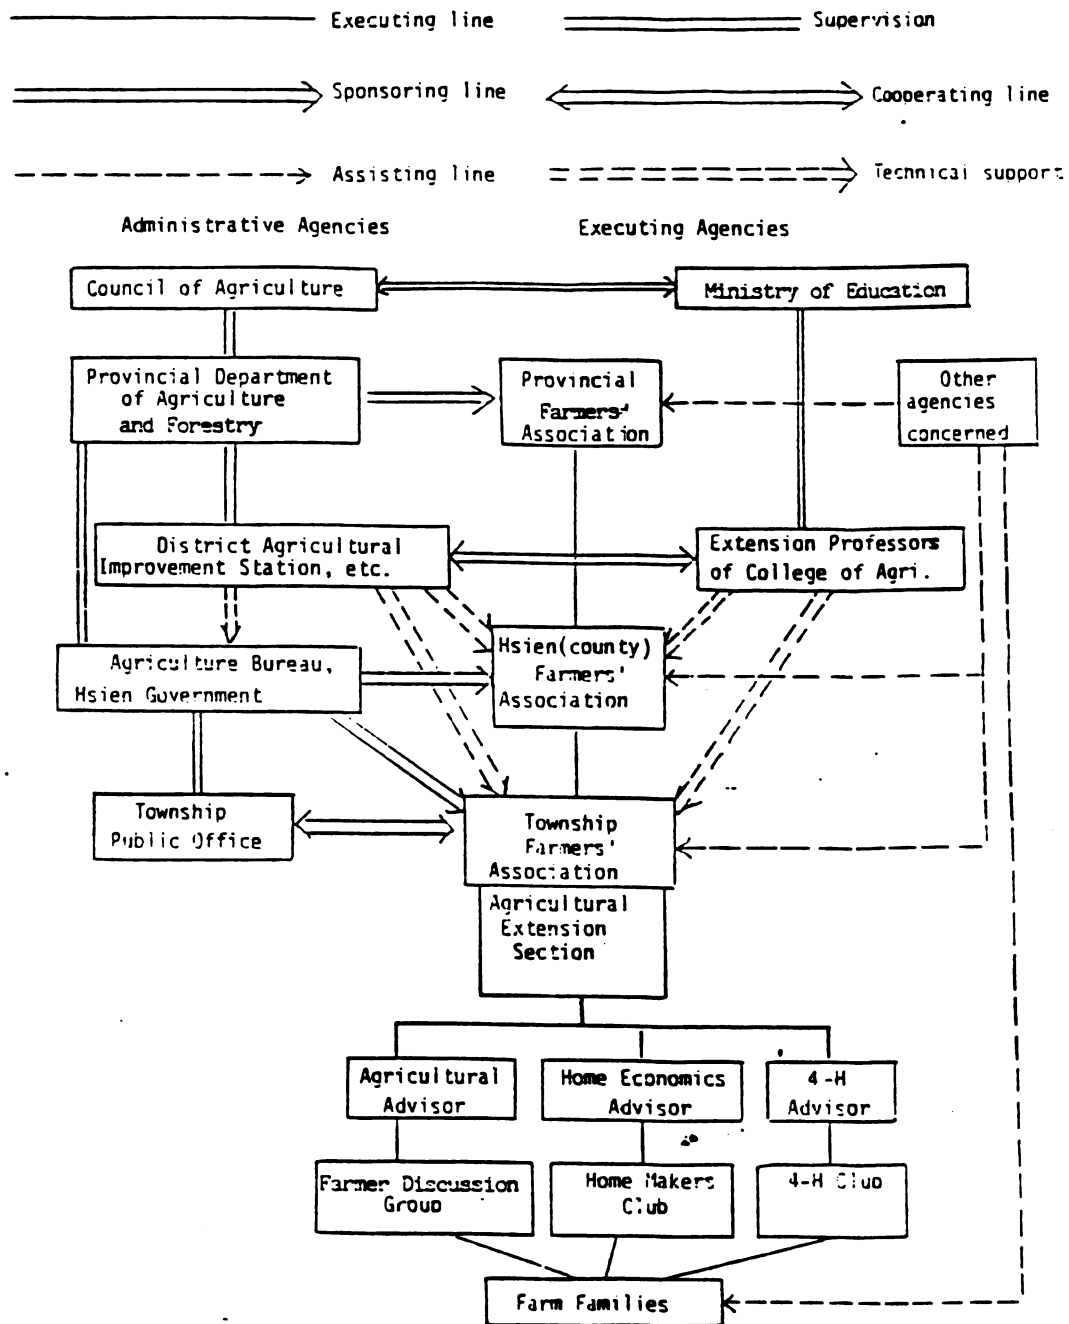 Executing line
Supervision
Sponsoring line
Cooperating line
Assisting line
Technical support
Administrative Agencies
Executing Agencies
Council of Agriculture
Ministry of Education
Provincial Department
of Agriculture
and Forestry
Provincial
Farmers'
Association
Other
agencies
concerned
District Agricultural
Improvement Station, etc.
Extension Professors
of College of Agri.
Agriculture Bureau,
Hsien Government
Hsien(county)
Farmers'
Association
Township
Public Office
Township
Farmers'
Association
Agricultural
Extension
Section
Agricultural
Advisor
Home Economics
Advisor
4-H
Advisor
Farmer Discussion
Group
Home Makers
Club
4-H Club
Farm Families